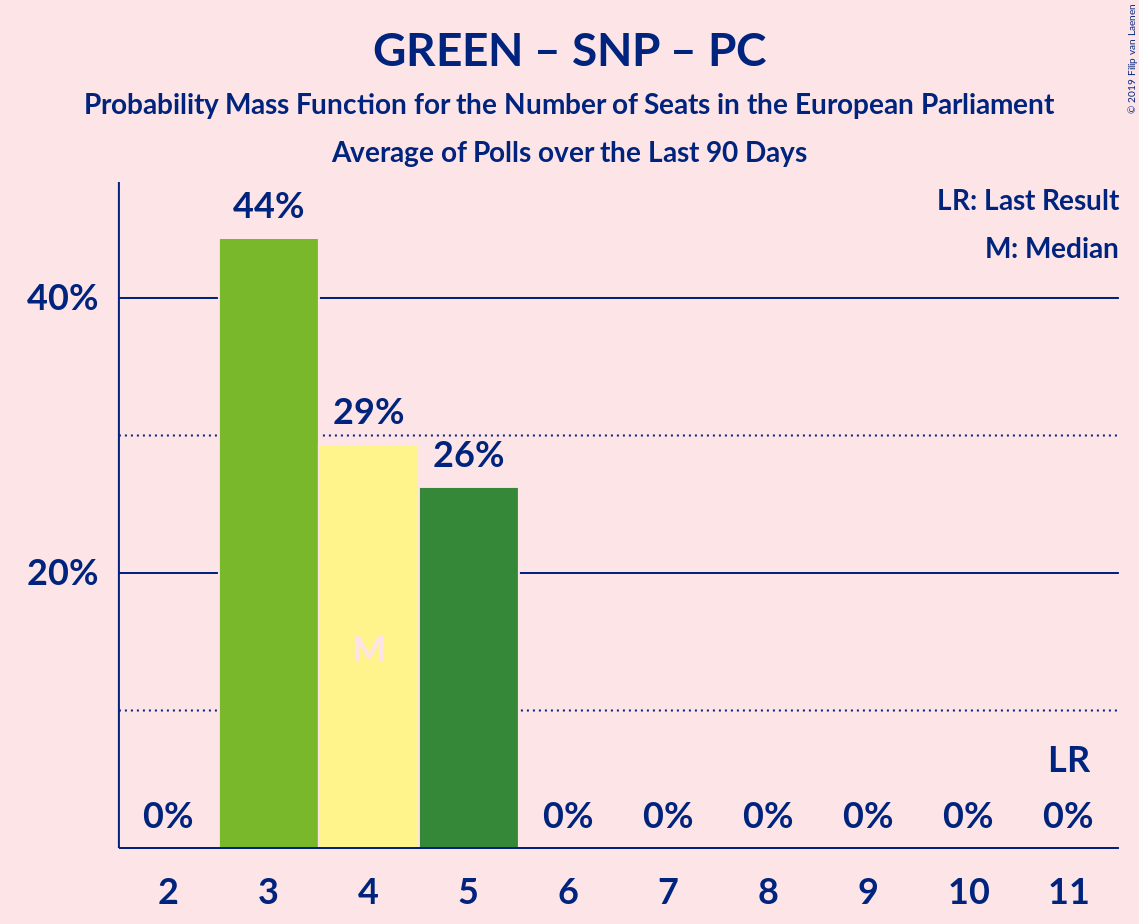 GREEN – SNP – PC
Probability Mass Function for the Number of Seats in the European Parliament
Average of Polls over the Last 90 Days
© 2019 Filip van Laenen
LR: Last Result
M: Median
44%
40%
29%
26%
20%
M
LR
0% 0% 0% 0% 0% 0% 0%
2 3 4 5 6 7 8 9 10 11